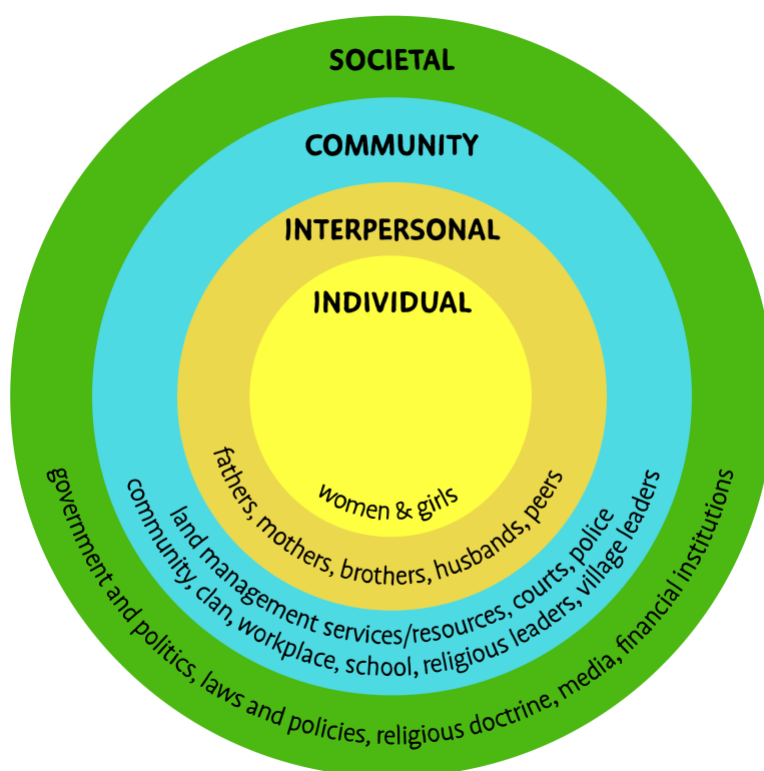 SOCIETAL
COMMUNITY
INTERPERSONAL
INDIVIDUAL
women & girls
fathers, mothers, brothers, husbands, peers
land management services/resources, courts, police
community, clan, workplace, school, religious leaders, village leaders
government and politics, laws and policies, religious doctrine, media, financial institutions